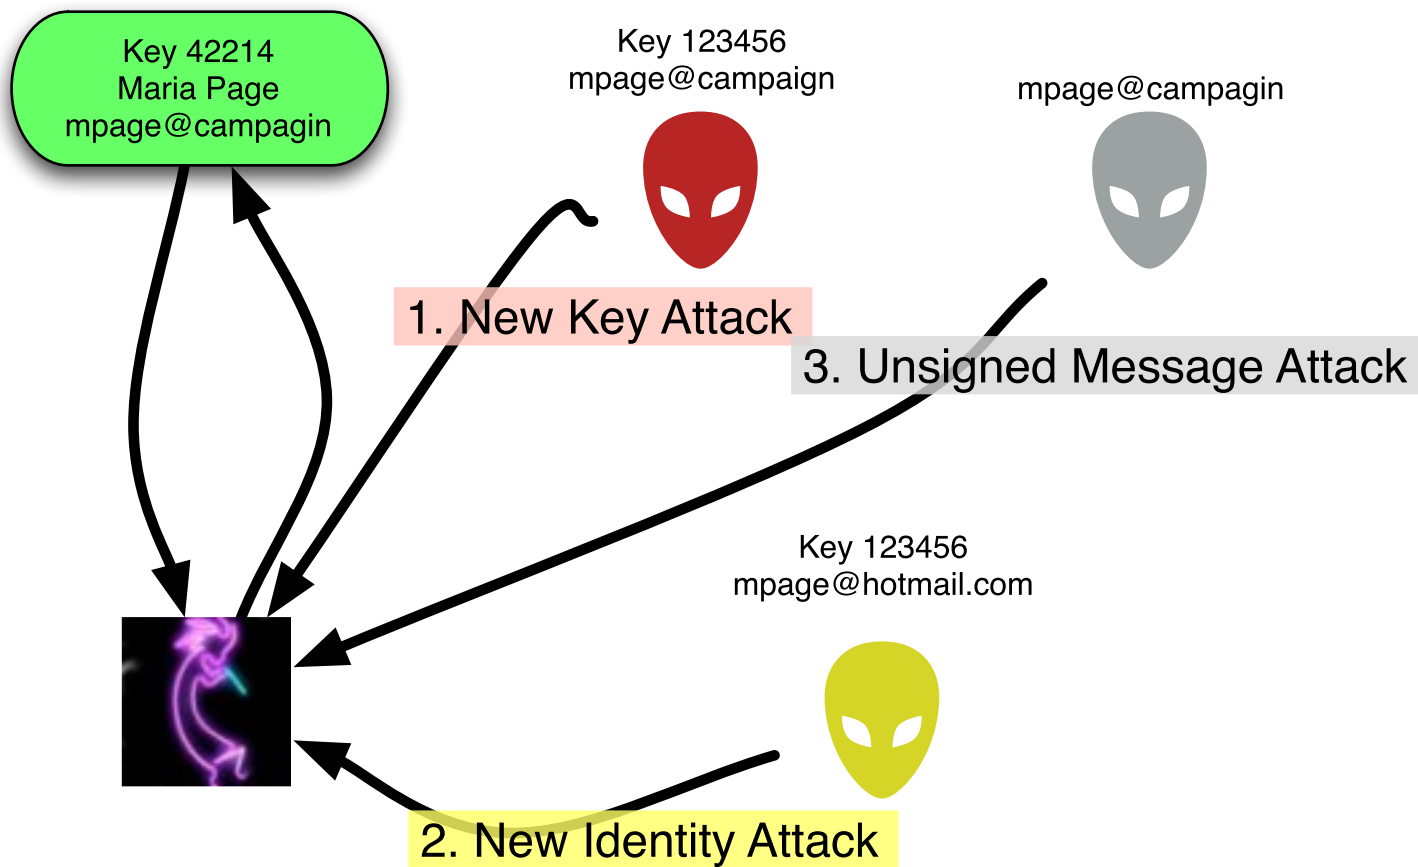 Key 42214
Maria Page
mpage@campagin
Key 123456
mpage@campaign
mpage@campagin
1. New Key Attack
3. Unsigned Message Attack
Key 123456
mpage@hotmail.com
2. New Identity Attack